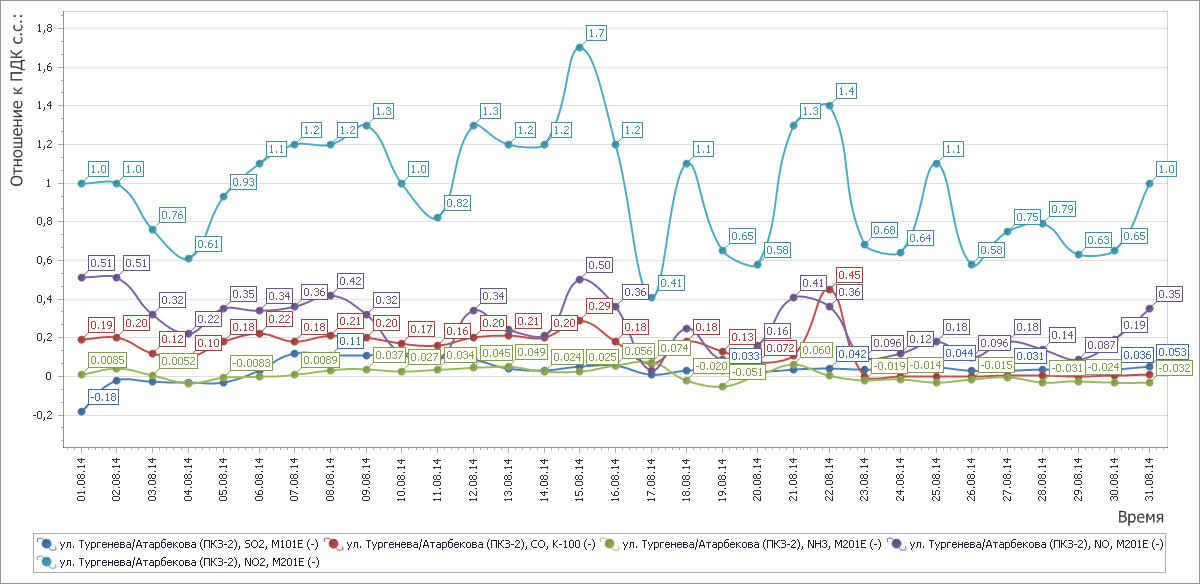 Отношение к ПДК с.с.:
1,8
1,6
1,4
1,2
1
0,8
0,6
0,4
0,2
0
-0,2
1.0 1.0 0.76 0.61 0.93 1.1 1.2 1.2 1.3 1.0 0.82 1.3 1.2 1.2 1.7 1.2 0.41 1.1 0.65 0.58 1.3 1.4 0.68 0.64 1.1 0.58 0.75 0.79 0.63 0.65 1.0
0.51 0.51 0.32 0.22 0.35 0.34 0.36 0.42 0.32 0.34 0.50 0.36 0.16 0.41 0.36 0.096 0.12 0.18 0.096 0.18 0.14 0.087 0.19 0.35
0.19 0.20 0.12 0.10 0.18 0.22 0.18 0.21 0.20 0.17 0.16 0.20 0.21 0.20 0.29 0.18 0.18 0.13 0.072 0.45
0.0085 0.0052 -0.0083 0.0089 0.037 0.027 0.034 0.045 0.049 0.024 0.025 0.056 0.074 -0.020 -0.051 0.060 -0.019 -0.014 -0.015 -0.031 -0.024 -0.032
-0.18 0.11 0.033 0.042 0.044 0.031 0.036 0.053
01.08.14 02.08.14 03.08.14 04.08.14 05.08.14 06.08.14 07.08.14 08.08.14 09.08.14 10.08.14 11.08.14 12.08.14 13.08.14 14.08.14 15.08.14 16.08.14 17.08.14 18.08.14 19.08.14 20.08.14 21.08.14 22.08.14 23.08.14 24.08.14 25.08.14 26.08.14 27.08.14 28.08.14 29.08.14 30.08.14 31.08.14
Время
ул. Тургенева/Атарбекова (ПКЗ-2), SO2, M101E (-) ул. Тургенева/Атарбекова (ПКЗ-2), CO, K-100 (-) ул. Тургенева/Атарбекова (ПКЗ-2), NH3, M201E (-) ул. Тургенева/Атарбекова (ПКЗ-2), NO, M201E (-)
ул. Тургенева/Атарбекова (ПКЗ-2), NO2, M201E (-)